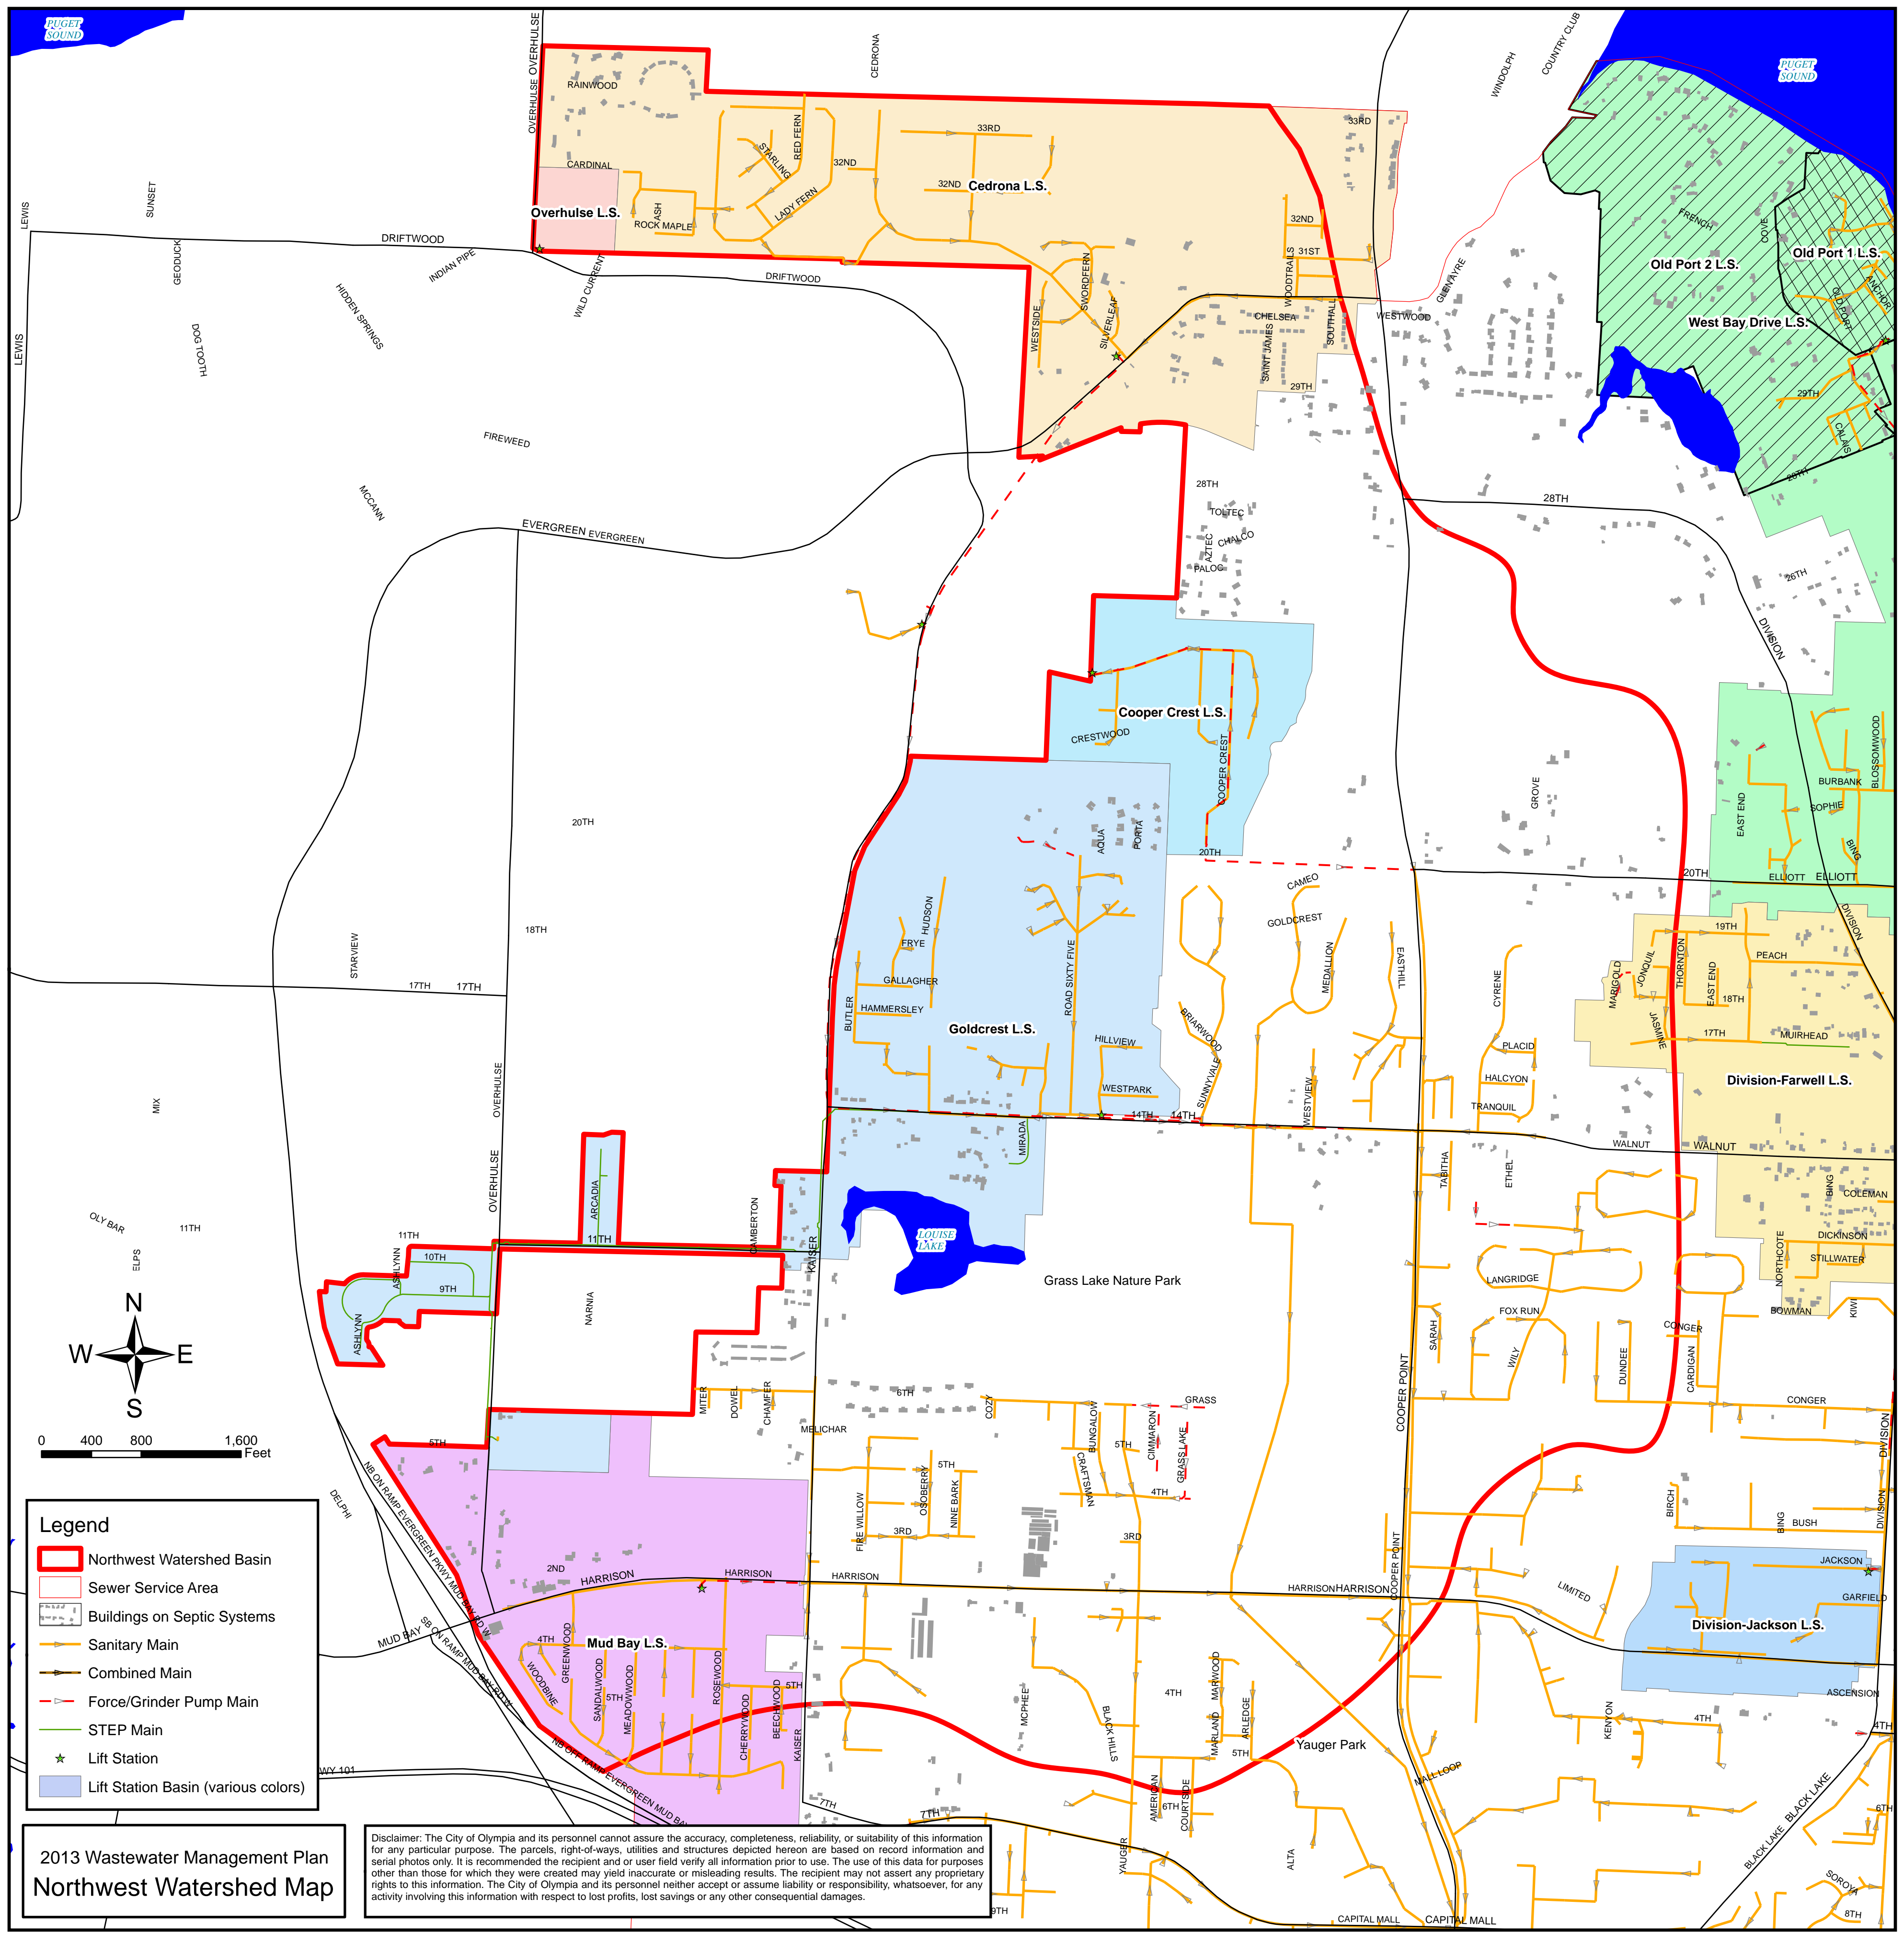 PUGET
SOUND
OVERHULSE
OVERHULSE
CEDRONA
WINDOLPH
COUNTRY CLUB
PUGET
SOUND
RAINWOOD
RED FERN
33RD
33RD
STARLING
32ND
CARDINAL
32ND
Cedrona L.S.
LADY FERN
ASH
ROCK MAPLE
Overhulse L.S.
LEWIS
SUNSET
GEODUCK
DRIFTWOOD
INDIAN PIPE
WILD CURRENT
DRIFTWOOD
32ND
31ST
WOODTRAILS
SWORDFERN
SILVERLEAF
WESTSIDE
CHELSEA
SAINT JAMES
SOUTHALL
WESTWOOD
GLENAYRE
29TH
FRENCH
COVE
Old Port 1 L.S.
Old Port 2 L.S.
ANCHOR
OLD PORT
West Bay Drive L.S.
29TH
CALAIS
28TH
LEWIS
DOG TOOTH
HIDDEN SPRINGS
FIREWEED
MCCANN
EVERGREEN
EVERGREEN
28TH
TOLTEC
AZTEC
CHALCO
PALOC
28TH
26TH
DIVISION
Cooper Crest L.S.
CRESTWOOD
COOPER CREST
20TH
20TH
AQUA
PORTA
GROVE
EAST END
BURBANK
SOPHIE
BLOSSOMWOOD
BING
20TH
ELLIOTT
ELLIOTT
DIVISION
CAMEO
GOLDCREST
MEDALLION
EASTHILL
CYRENE
HUDSON
FRYE
GALLAGHER
HAMMERSLEY
BUTLER
ROAD SIXTY FIVE
Goldcrest L.S.
HILLVIEW
WESTPARK
BRIARWOOD
SUNNYVALE
WESTVIEW
PLACID
HALCYON
TRANQUIL
MARIGOLD
JONQUIL
THORNTON
EAST END
19TH
PEACH
18TH
JASMINE
17TH
MUIRHEAD
Division-Farwell L.S.
STARVIEW
18TH
17TH
17TH
MIX
OVERHULSE
OVERHULSE
14TH
14TH
MIRADA
WALNUT
WALNUT
TABITHA
ETHEL
BING
COLEMAN
DICKINSON
STILLWATER
NORTHCOTE
BOWMAN
KIWI
ARCADIA
CAMBERTON
11TH
KAISER
LOUISE
LAKE
Grass Lake Nature Park
OLY BAR
11TH
ELPS
11TH
10TH
9TH
ASHLYNN
ASHLYNN
NARNIA
LANGRIDGE
FOX RUN
SARAH
WILY
DUNDEE
CONGER
CARDIGAN
CONGER
N
W
E
S
0 400 800 1,600
Feet
MITER
DOWEL
CHAMFER
6TH
COZY
MELICHAR
BUNGALOW
5TH
CRAFTSMAN
CIMMARON
GRASS LAKE
GRASS
4TH
3RD
COOPER POINT
DIVISION
5TH
5TH
FIRE WILLOW
OSOBERRY
NINE BARK
3RD
DELPHI
NB ON RAMP EVERGREEN PKWY MUD BAY RD W
2ND
HARRISON
HARRISON
HARRISON
HARRISON
HARRISON
COOPER POINT
BIRCH
BING
BUSH
DIVISION
JACKSON
GARFIELD
LIMITED
Division-Jackson L.S.
ASCENSION
MUD BAY
SB ON RAMP MUD BAY RD W
4TH
WOODBINE
GREENWOOD
Mud Bay L.S.
SANDALWOOD
5TH
MEADOWWOOD
ROSEWOOD
CHERRYWOOD
BEECHWOOD
5TH
KAISER
MCPHEE
4TH
BLACK HILLS
MARWOOD
MARLAND
ARLEDGE
5TH
Yauger Park
KENYON
4TH
4TH
NB OFF RAMP EVERGREEN MUD BAY
WY 101
7TH
7TH
AMERICAN
6TH
COURTSIDE
MALL LOOP
BLACK LAKE
BLACK LAKE
6TH
YAUGER
ALTA
SOROYA
8TH
9TH
CAPITAL MALL
CAPITAL MALL
Legend
Northwest Watershed Basin
Sewer Service Area
Buildings on Septic Systems
Sanitary Main
Combined Main
Force/Grinder Pump Main
STEP Main
Lift Station
Lift Station Basin (various colors)
2013 Wastewater Management Plan
Northwest Watershed Map
Disclaimer: The City of Olympia and its personnel cannot assure the accuracy, completeness, reliability, or suitability of this information
for any particular purpose. The parcels, right-of-ways, utilities and structures depicted hereon are based on record information and
aerial photos only. It is recommended the recipient and or user field verify all information prior to use. The use of this data for purposes
other than those for which they were created may yield inaccurate or misleading results. The recipient may not assert any proprietary
rights to this information. The City of Olympia and its personnel neither accept or assume liability or responsibility, whatsoever, for any
activity involving this information with respect to lost profits, lost savings or any other consequential damages.